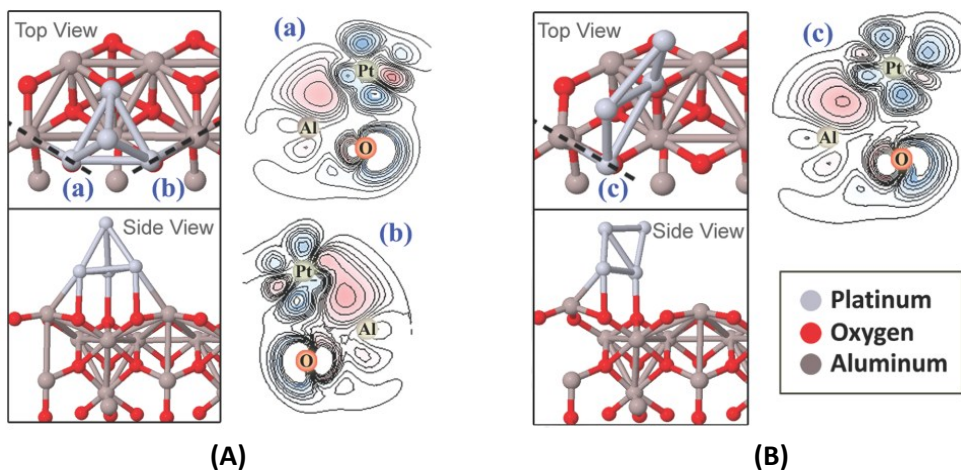 Top View
(a)
(b)
Side View
(a)
Pt
Al
O
(b)
Pt
Al
O
(A)
Top View
(c)
Side View
(c)
Pt
Al
O
Platinum
Oxygen
Aluminum
(B)